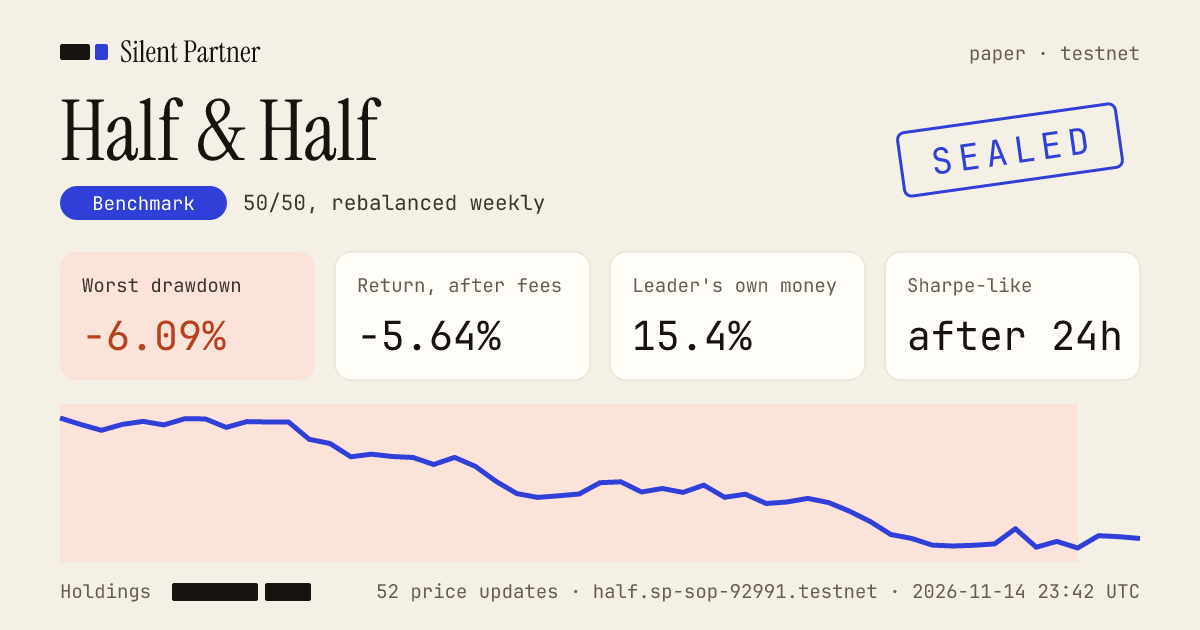 Silent Partner
paper · testnet
Half & Half
SEALED
Benchmark
50/50, rebalanced weekly
Worst drawdown
-6.09%
Return, after fees
-5.64%
Leader's own money
15.4%
Sharpe-like
after 24h
Holdings
52 price updates · half.sp-sop-92991.testnet · 2026-11-14 23:42 UTC